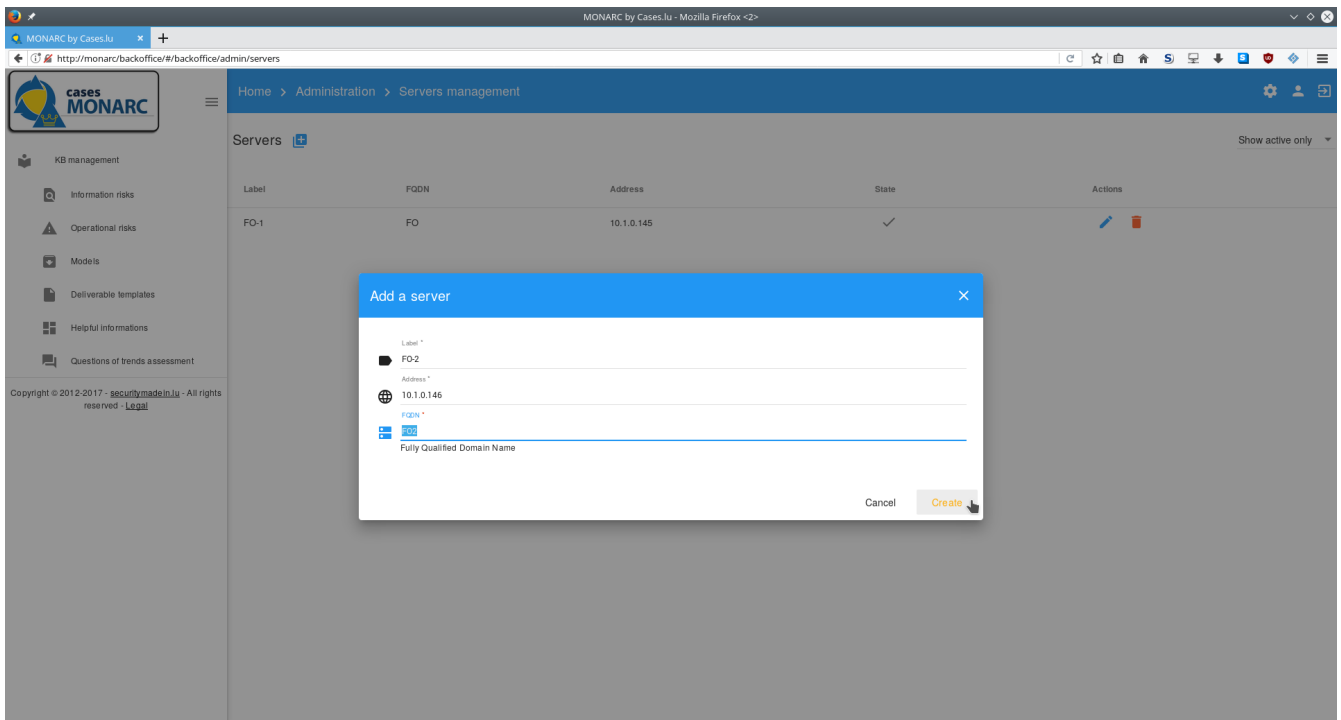 MONARC by Cases.lu - Mozilla Firefox <2>
MONARC by Cases.lu
http://monarc/backoffice/#/backoffice/admin/servers
cases
MONARC
Home > Administration > Servers management
Servers
Show active only
KB management
Information risks
Operational risks
Models
Deliverable templates
Helpful informations
Questions of trends assessment
Copyright © 2012-2017 - securitymadein.lu - All rights
reserved - Legal
Label FQDN Address State Actions
FO-1 FO 10.1.0.145
Add a server
Label *
FO-2
Address *
10.1.0.146
FQDN *
FO2
Fully Qualified Domain Name
Cancel Create